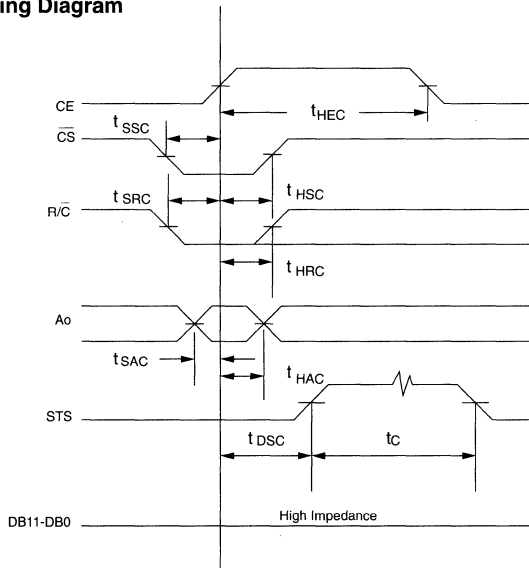 ing Diagram
CE
t HEC
CS
t SSC
t SRC
t HSC
R/C
t HRC
Ao
t SAC
t HAC
STS
t DSC
tC
High Impedance
DB11-DB0